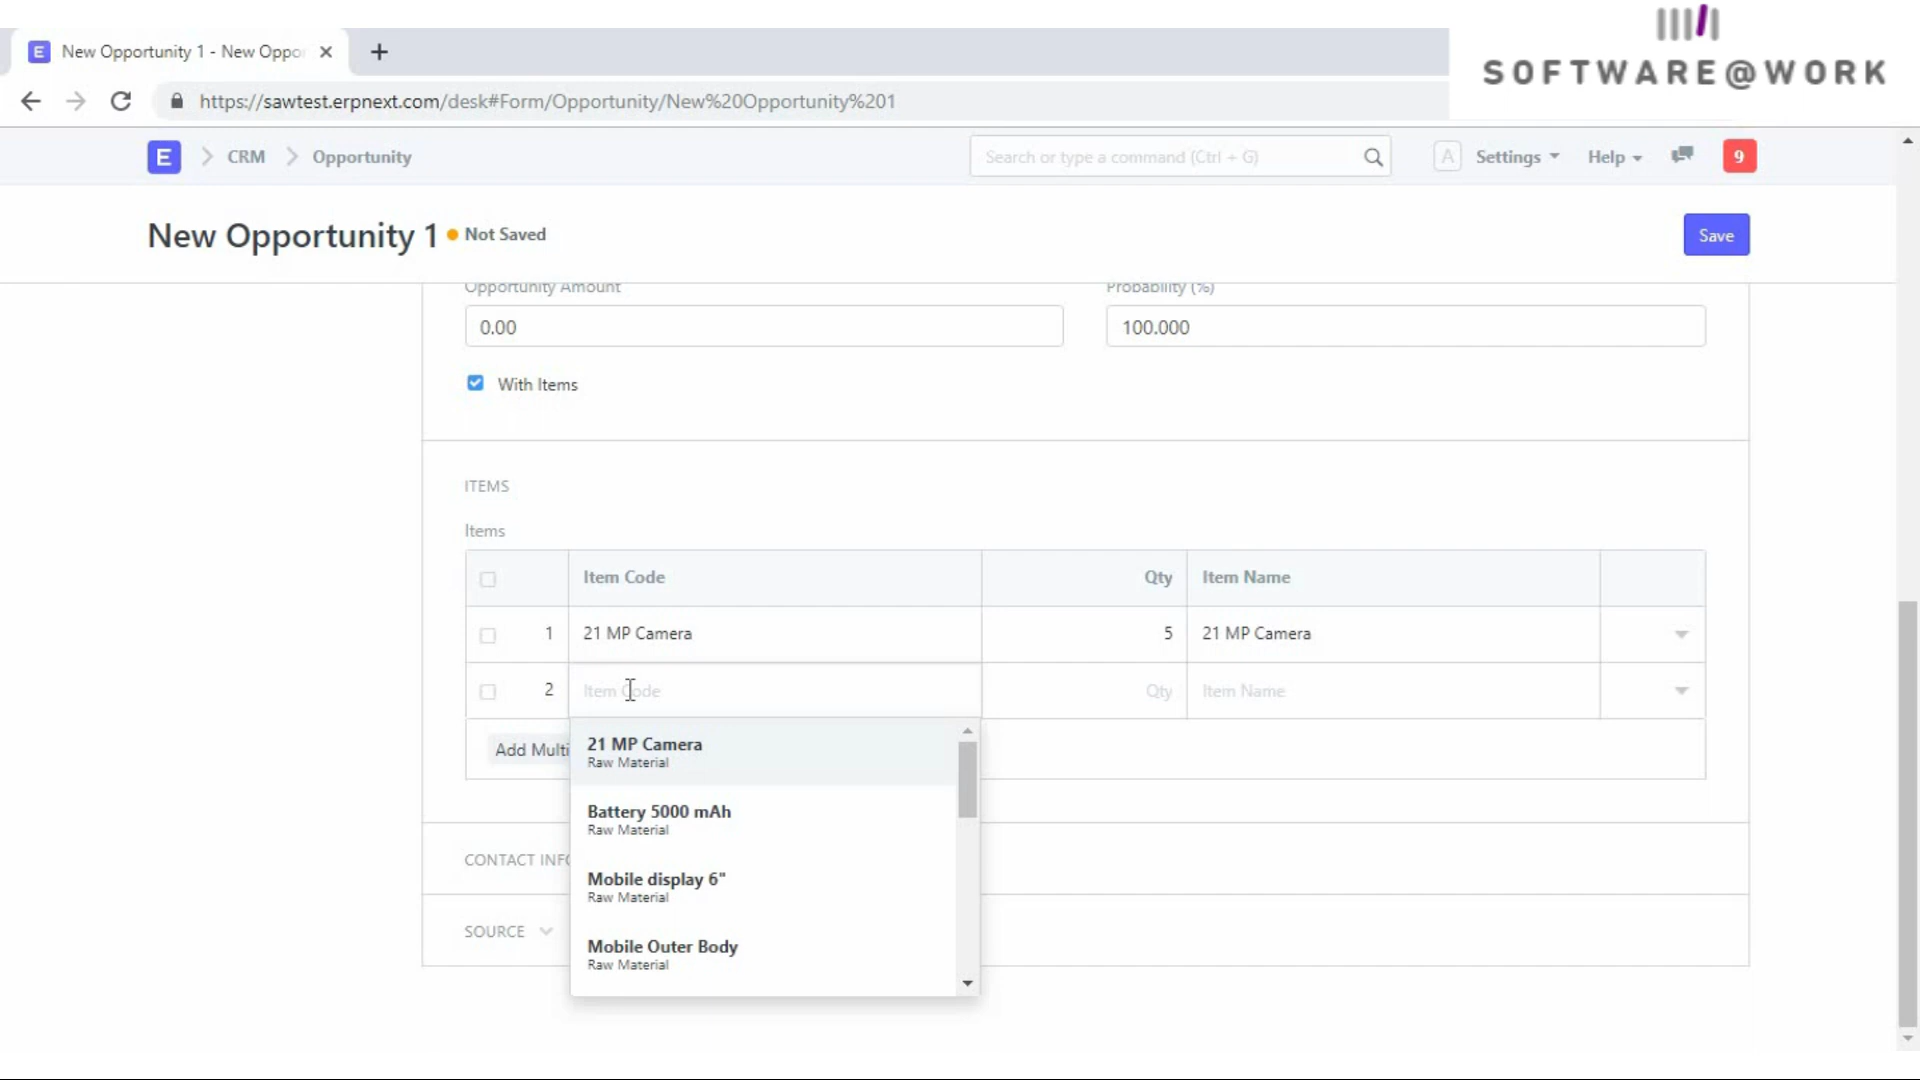 New Opportunity 1 - New Oppor
SOFTWARE@WORK
https://sawtest.erpnext.com/desk#Form/Opportunity/New%20Opportunity%201
E CRM Opportunity Search or type a command (Ctrl + G) A Settings Help 9
New Opportunity 1 Not Saved Save
Opportunity Amount Probability (%)
0.00 100.000
With Items
ITEMS
Items
Item Code Qty Item Name
1 21 MP Camera 5 21 MP Camera
2 Item Code Qty Item Name
Add Multi
21 MP Camera
Raw Material
Battery 5000 mAh
Raw Material
CONTACT INFO
Mobile display 6"
Raw Material
SOURCE
Mobile Outer Body
Raw Material